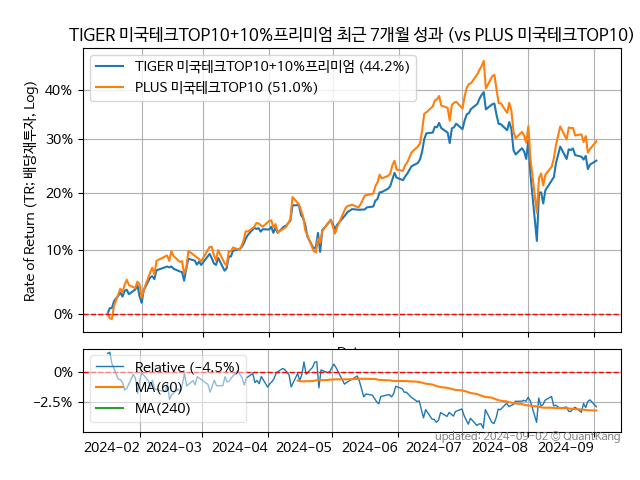 TIGER 미국테크TOP10+10%프리미엄 최근 7개월 성과 (vs PLUS 미국테크TOP10)
Rate of Return (TR: 배당재투자, Log)
TIGER 미국테크TOP10+10%프리미엄 (44.2%)
PLUS 미국테크TOP10 (51.0%)
40%
30%
20%
10%
0%
Relative (−4.5%)
MA(60)
MA(240)
0%
−2.5%
updated: 2024-09-02 © QuantKang
2024-02 2024-03 2024-04 2024-05 2024-06 2024-07 2024-08 2024-09